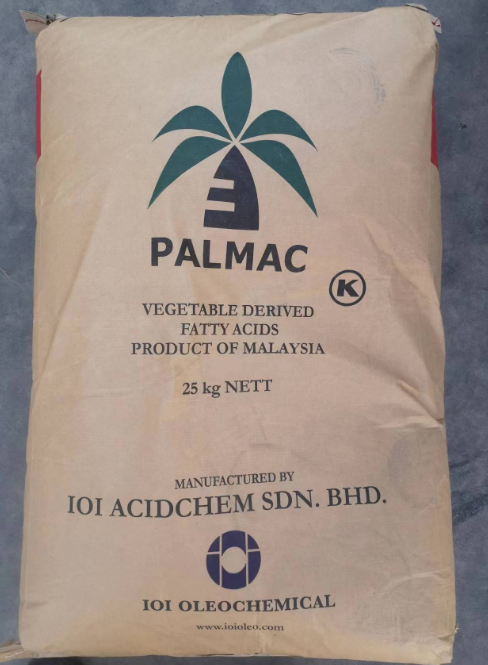 PALMAC
K
VEGETABLE DERIVED
FATTY ACIDS
PRODUCT OF MALAYSIA
25 kg NETT
MANUFACTURED BY
IOI ACIDCHEM SDN. BHD.
IOI OLEOCHEMICAL
www.ioioleo.com